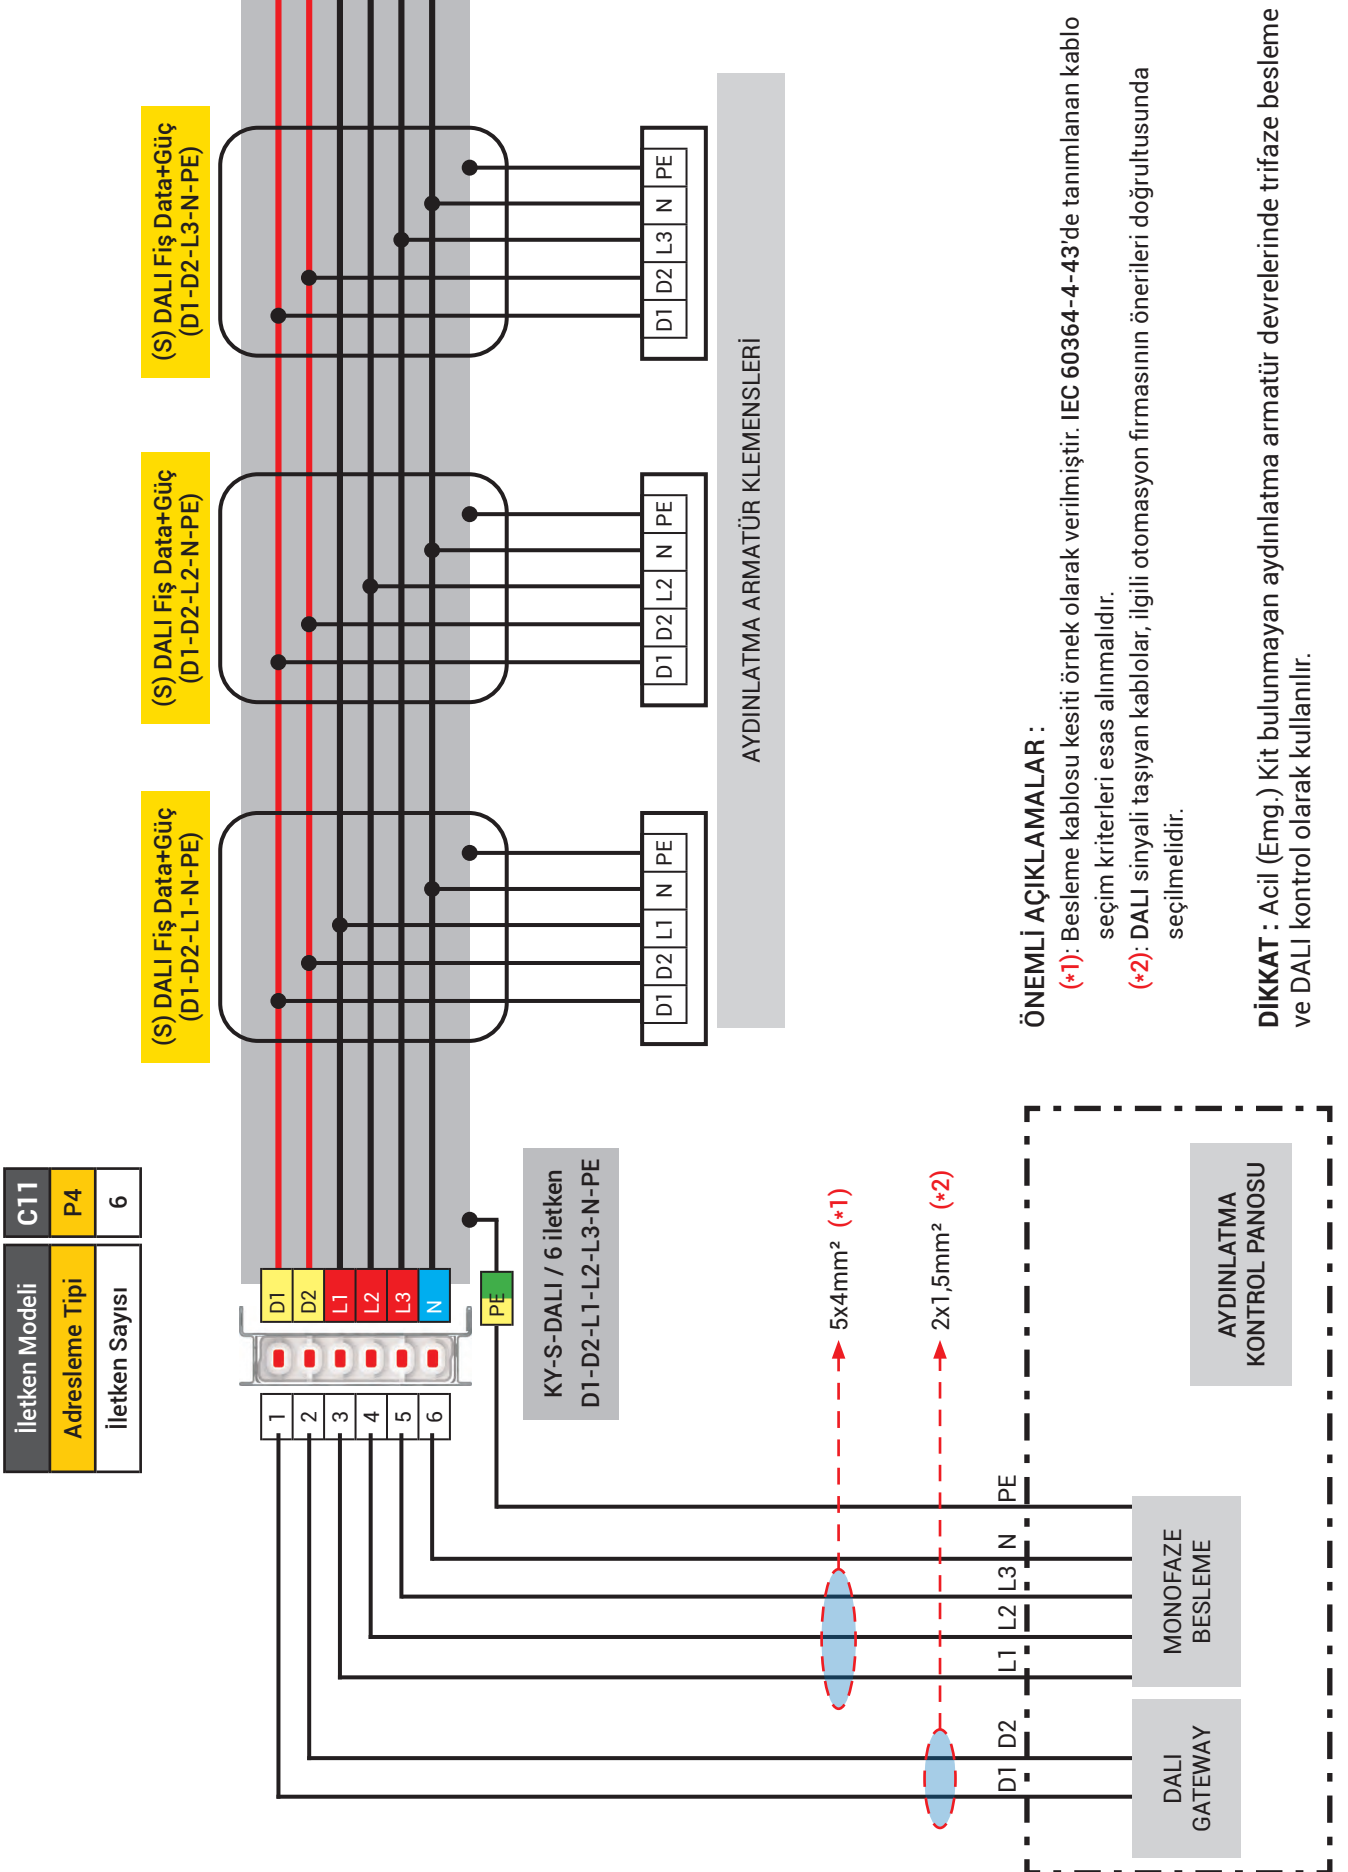 İletken Modeli C11
Adresleme Tipi P4
İletken Sayısı 6
(S) DALI Fiş Data+Güç
(D1-D2-L1-N-PE)
(S) DALI Fiş Data+Güç
(D1-D2-L2-N-PE)
(S) DALI Fiş Data+Güç
(D1-D2-L3-N-PE)
1
2
3
4
5
6
D1
D2
L1
L2
L3
N
PE
KY-S-DALI / 6 iletken
D1-D2-L1-L2-L3-N-PE
D1 D2 L1 N PE
D1 D2 L2 N PE
D1 D2 L3 N PE
AYDINLATMA ARMATÜR KLEMENSLERİ
5x4mm² (*1)
2x1,5mm² (*2)
D1 D2 L1 L2 L3 N PE
DALI
GATEWAY
MONOFAZE
BESLEME
AYDINLATMA
KONTROL PANOSU
ÖNEMLİ AÇIKLAMALAR :
(*1): Besleme kablosu kesiti örnek olarak verilmiştir. IEC 60364-4-43'de tanımlanan kablo
seçim kriterleri esas alınmalıdır.
(*2): DALI sinyali taşıyan kablolar, ilgili otomasyon firmasının önerileri doğrultusunda
seçilmelidir.
DİKKAT : Acil (Emg.) Kit bulunmayan aydınlatma armatür devrelerinde trifaze besleme
ve DALI kontrol olarak kullanılır.